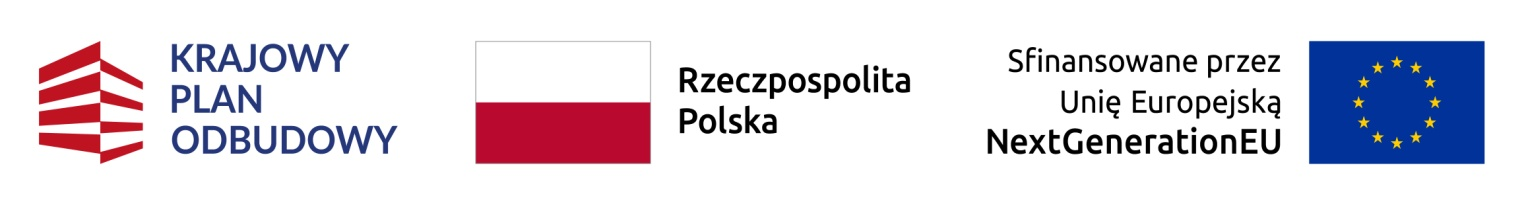 KRAJOWY
PLAN
ODBUDOWY
Rzeczpospolita
Polska
Sfinansowane przez
Unię Europejską
NextGenerationEU